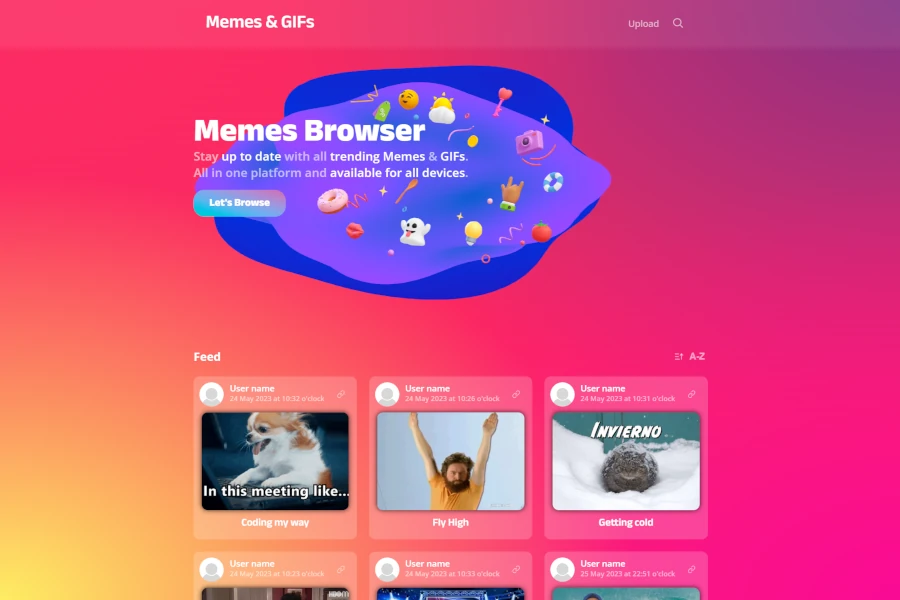 Memes & GIFs
Upload
Memes Browser
Stay up to date with all trending Memes & GIFs.
All in one platform and available for all devices.
Let's Browse
Feed
A-Z
User name
24 May 2023 at 10:32 o'clock
User name
24 May 2023 at 10:26 o'clock
User name
24 May 2023 at 10:31 o'clock
In this meeting like...
INVIERNO
Coding my way
Fly High
Getting cold
User name
24 May 2023 at 10:23 o'clock
User name
24 May 2023 at 10:33 o'clock
User name
25 May 2023 at 22:51 o'clock